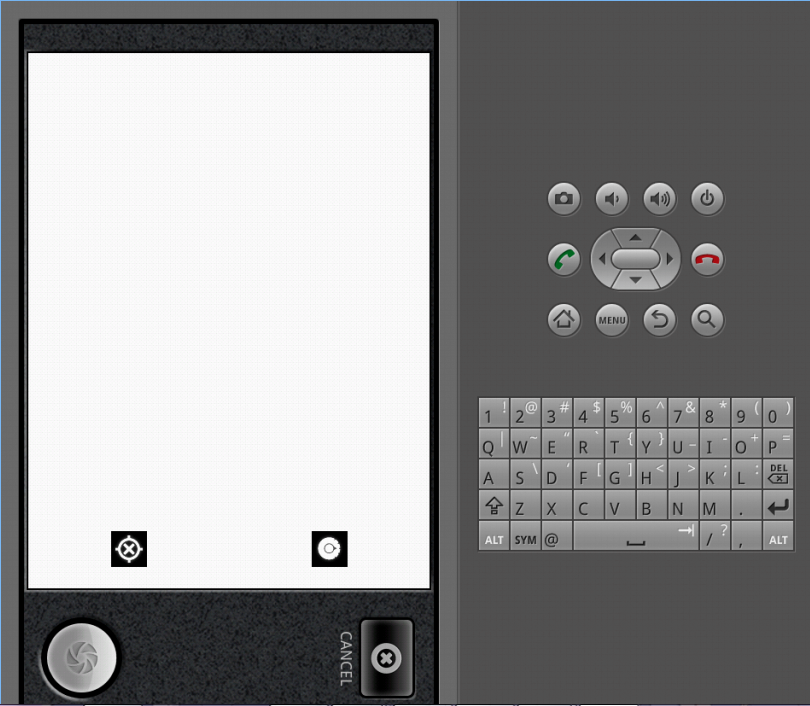 MENU
1 ! 2 @ 3 # 4 $ 5 % 6 ^ 7 & 8 * 9 ( 0 )
Q | W ~ E “ R ` T { Y } U _ I - O + P =
A S \ D ‘ F [ G ] H < J > K ; L : DEL
Z X C V B N M .
ALT SYM @ / ? , ALT
CANCEL